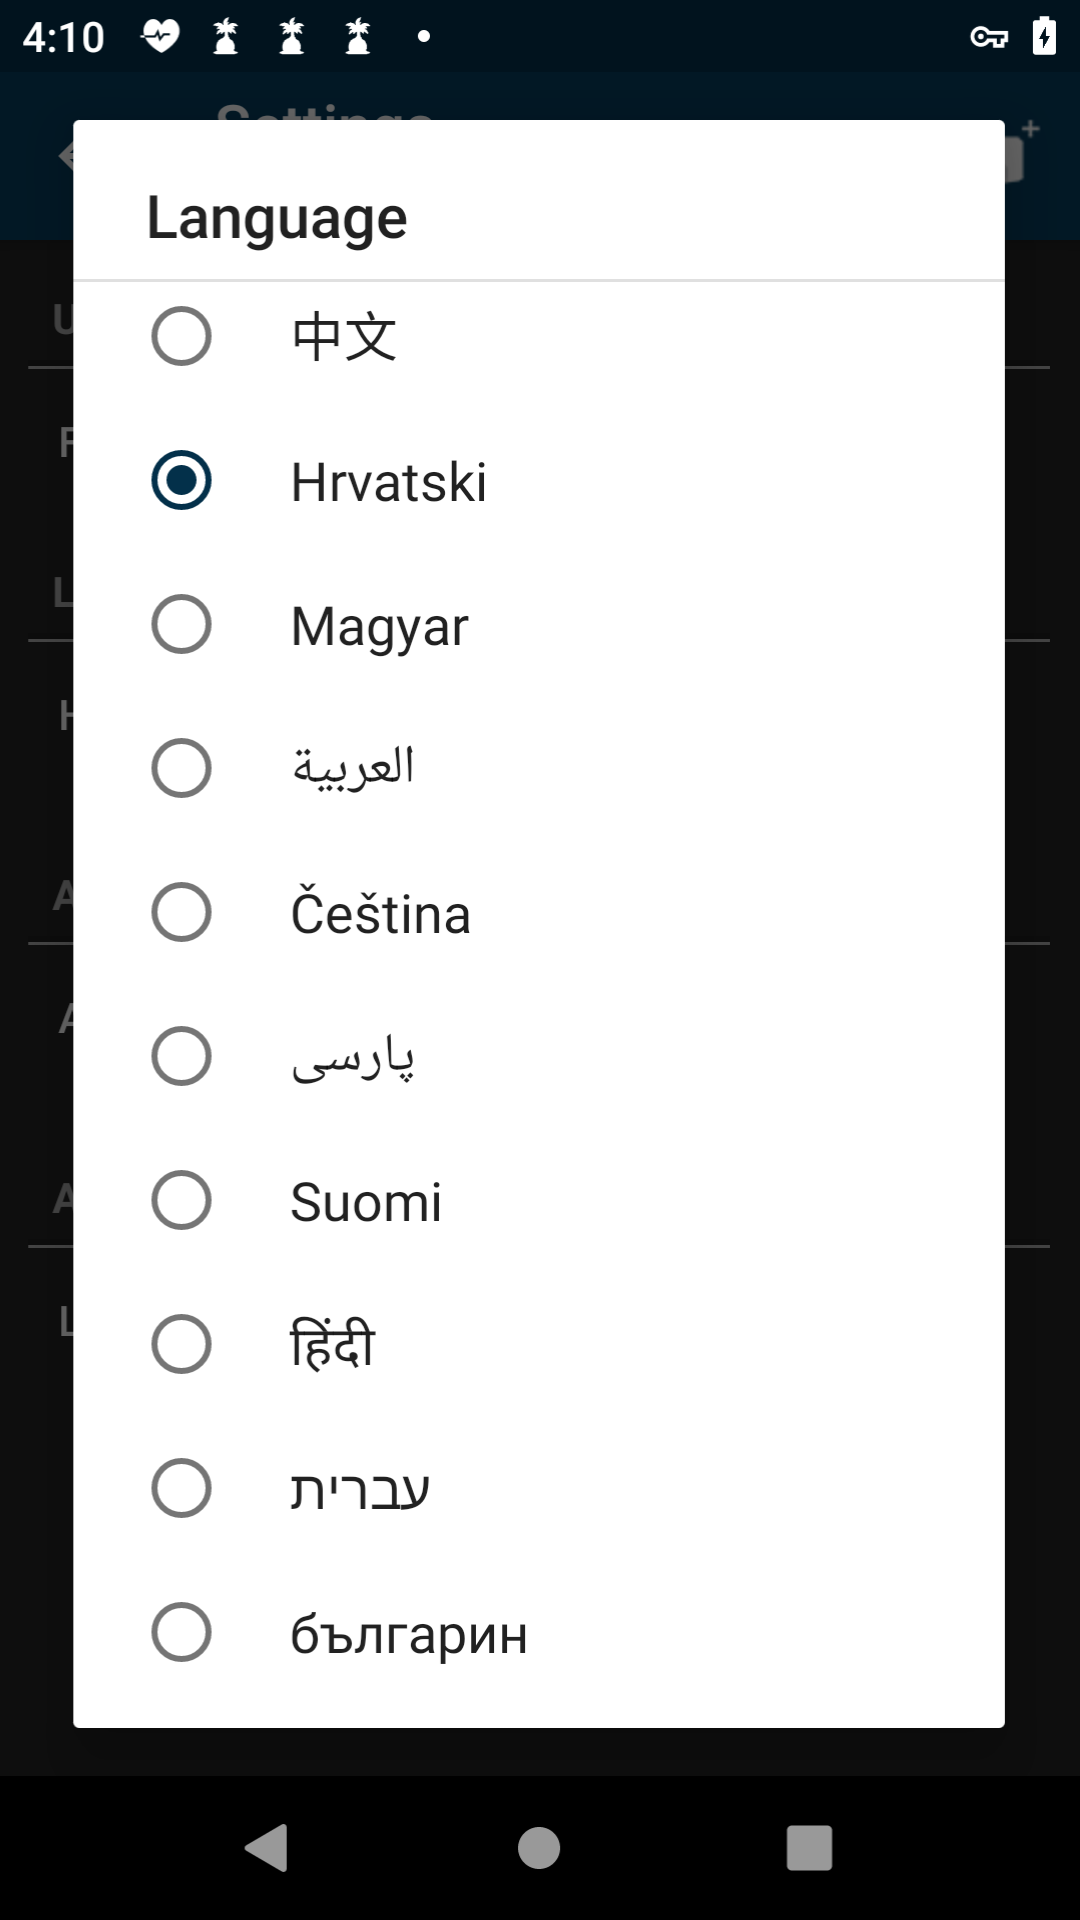 4:10
Language
中文
Hrvatski
Magyar
العربية
Čeština
پارسی
Suomi
हिंदी
עברית
българин